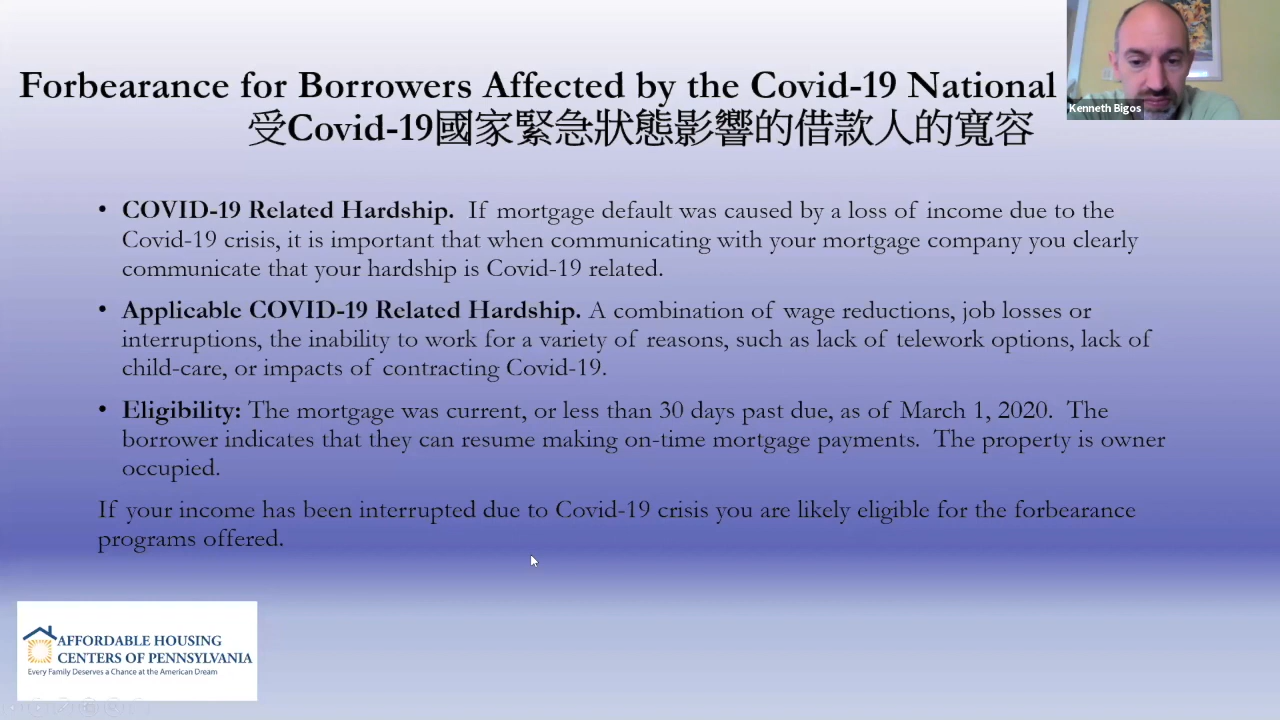 Forbearance for Borrowers Affected by the Covid-19 National
受Covid-19國家緊急狀態影響的借款人的寬容
Kenneth Bigos
• COVID-19 Related Hardship. If mortgage default was caused by a loss of income due to the
Covid-19 crisis, it is important that when communicating with your mortgage company you clearly
communicate that your hardship is Covid-19 related.
• Applicable COVID-19 Related Hardship. A combination of wage reductions, job losses or
interruptions, the inability to work for a variety of reasons, such as lack of telework options, lack of
child-care, or impacts of contracting Covid-19.
• Eligibility: The mortgage was current, or less than 30 days past due, as of March 1, 2020. The
borrower indicates that they can resume making on-time mortgage payments. The property is owner
occupied.
If your income has been interrupted due to Covid-19 crisis you are likely eligible for the forbearance
programs offered.
AFFORDABLE HOUSING
CENTERS OF PENNSYLVANIA
Every Family Deserves a Chance at the American Dream